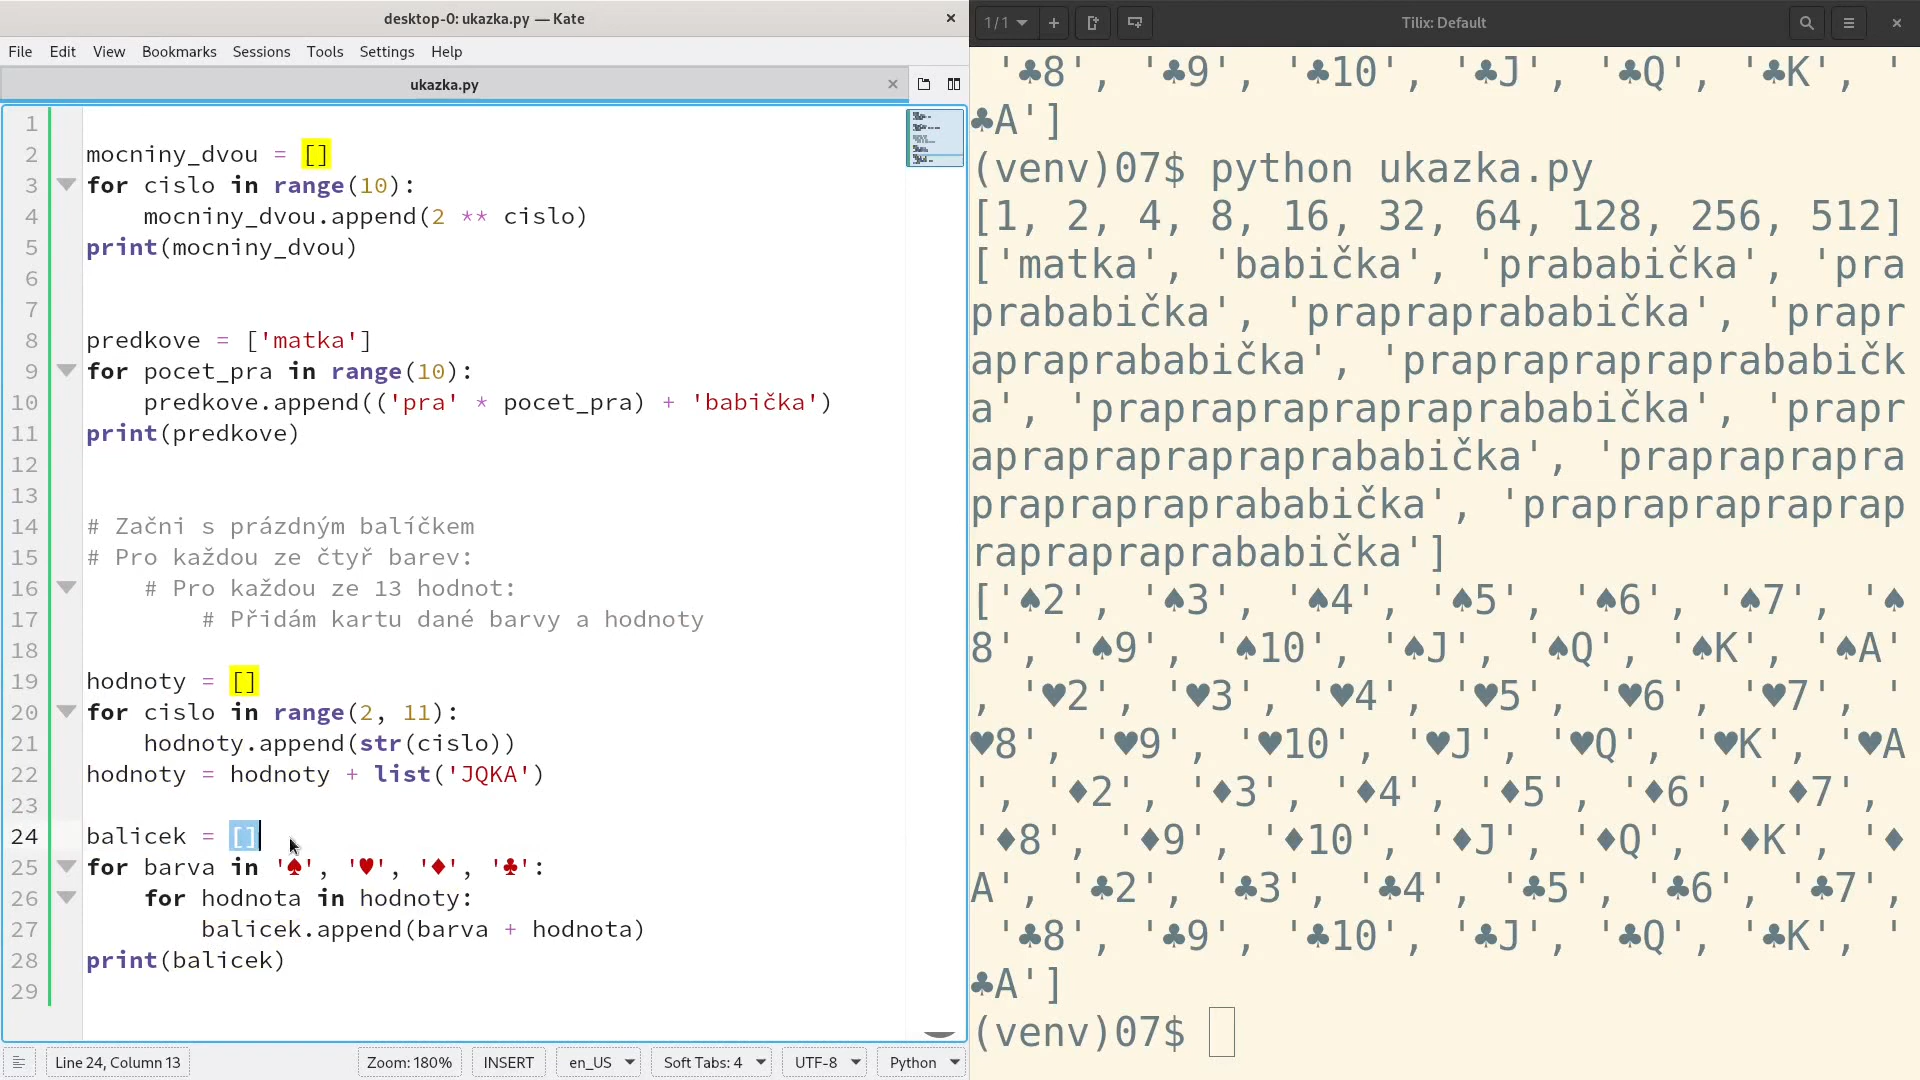 desktop-0: ukazka.py — Kate
File Edit View Bookmarks Sessions Tools Settings Help
ukazka.py
1
2 mocniny_dvou = []
3 for cislo in range(10):
4 mocniny_dvou.append(2 ** cislo)
5 print(mocniny_dvou)
6
7
8 predkove = ['matka']
9 for pocet_pra in range(10):
10 predkove.append(('pra' * pocet_pra) + 'babička')
11 print(predkove)
12
13
14 # Začni s prázdným balíčkem
15 # Pro každou ze čtyř barev:
16 # Pro každou ze 13 hodnot:
17 # Přidám kartu dané barvy a hodnoty
18
19 hodnoty = []
20 for cislo in range(2, 11):
21 hodnoty.append(str(cislo))
22 hodnoty = hodnoty + list('JQKA')
23
24 balicek = []
25 for barva in '♠', '♥', '♦', '♣':
26 for hodnota in hodnoty:
27 balicek.append(barva + hodnota)
28 print(balicek)
29
Line 24, Column 13 Zoom: 180% INSERT en_US Soft Tabs: 4 UTF-8 Python
1 / 1 Tilix: Default
'♣8', '♣9', '♣10', '♣J', '♣Q', '♣K', '
♣A']
(venv)07$ python ukazka.py
[1, 2, 4, 8, 16, 32, 64, 128, 256, 512]
['matka', 'babička', 'prababička', 'pra
prababička', 'prapraprababička', 'prapr
apraprababička', 'prapraprapraprababičk
a', 'praprapraprapraprababička', 'prapr
aprapraprapraprababička', 'prapraprapra
praprapraprababička', 'prapraprapraprap
raprapraprababička']
['♠2', '♠3', '♠4', '♠5', '♠6', '♠7', '♠
8', '♠9', '♠10', '♠J', '♠Q', '♠K', '♠A'
, '♥2', '♥3', '♥4', '♥5', '♥6', '♥7', '
♥8', '♥9', '♥10', '♥J', '♥Q', '♥K', '♥A
', '♦2', '♦3', '♦4', '♦5', '♦6', '♦7',
'♦8', '♦9', '♦10', '♦J', '♦Q', '♦K', '♦
A', '♣2', '♣3', '♣4', '♣5', '♣6', '♣7',
'♣8', '♣9', '♣10', '♣J', '♣Q', '♣K', '
♣A']
(venv)07$